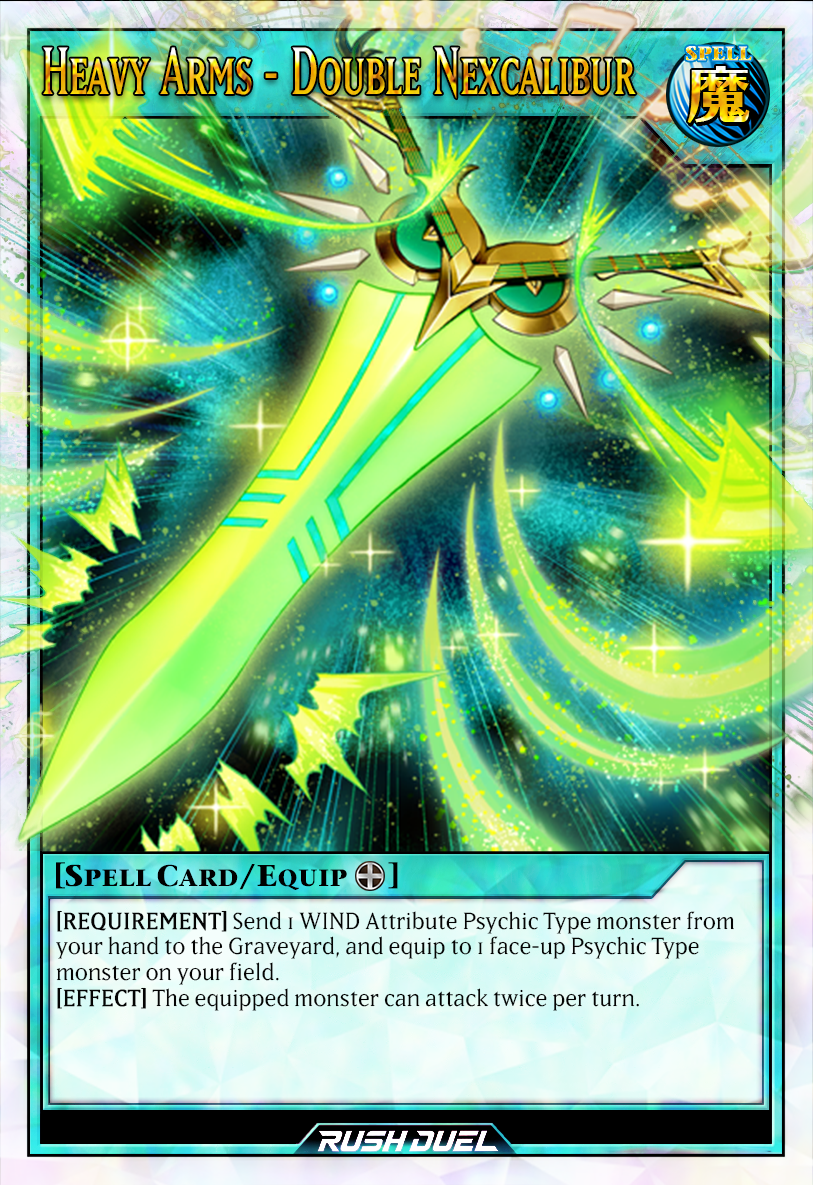 Heavy Arms - Double Nexcalibur
SPELL
魔
[Spell Card/Equip]
[REQUIREMENT] Send 1 WIND Attribute Psychic Type monster from
your hand to the Graveyard, and equip to 1 face-up Psychic Type
monster on your field.
[EFFECT] The equipped monster can attack twice per turn.
RUSH DUEL